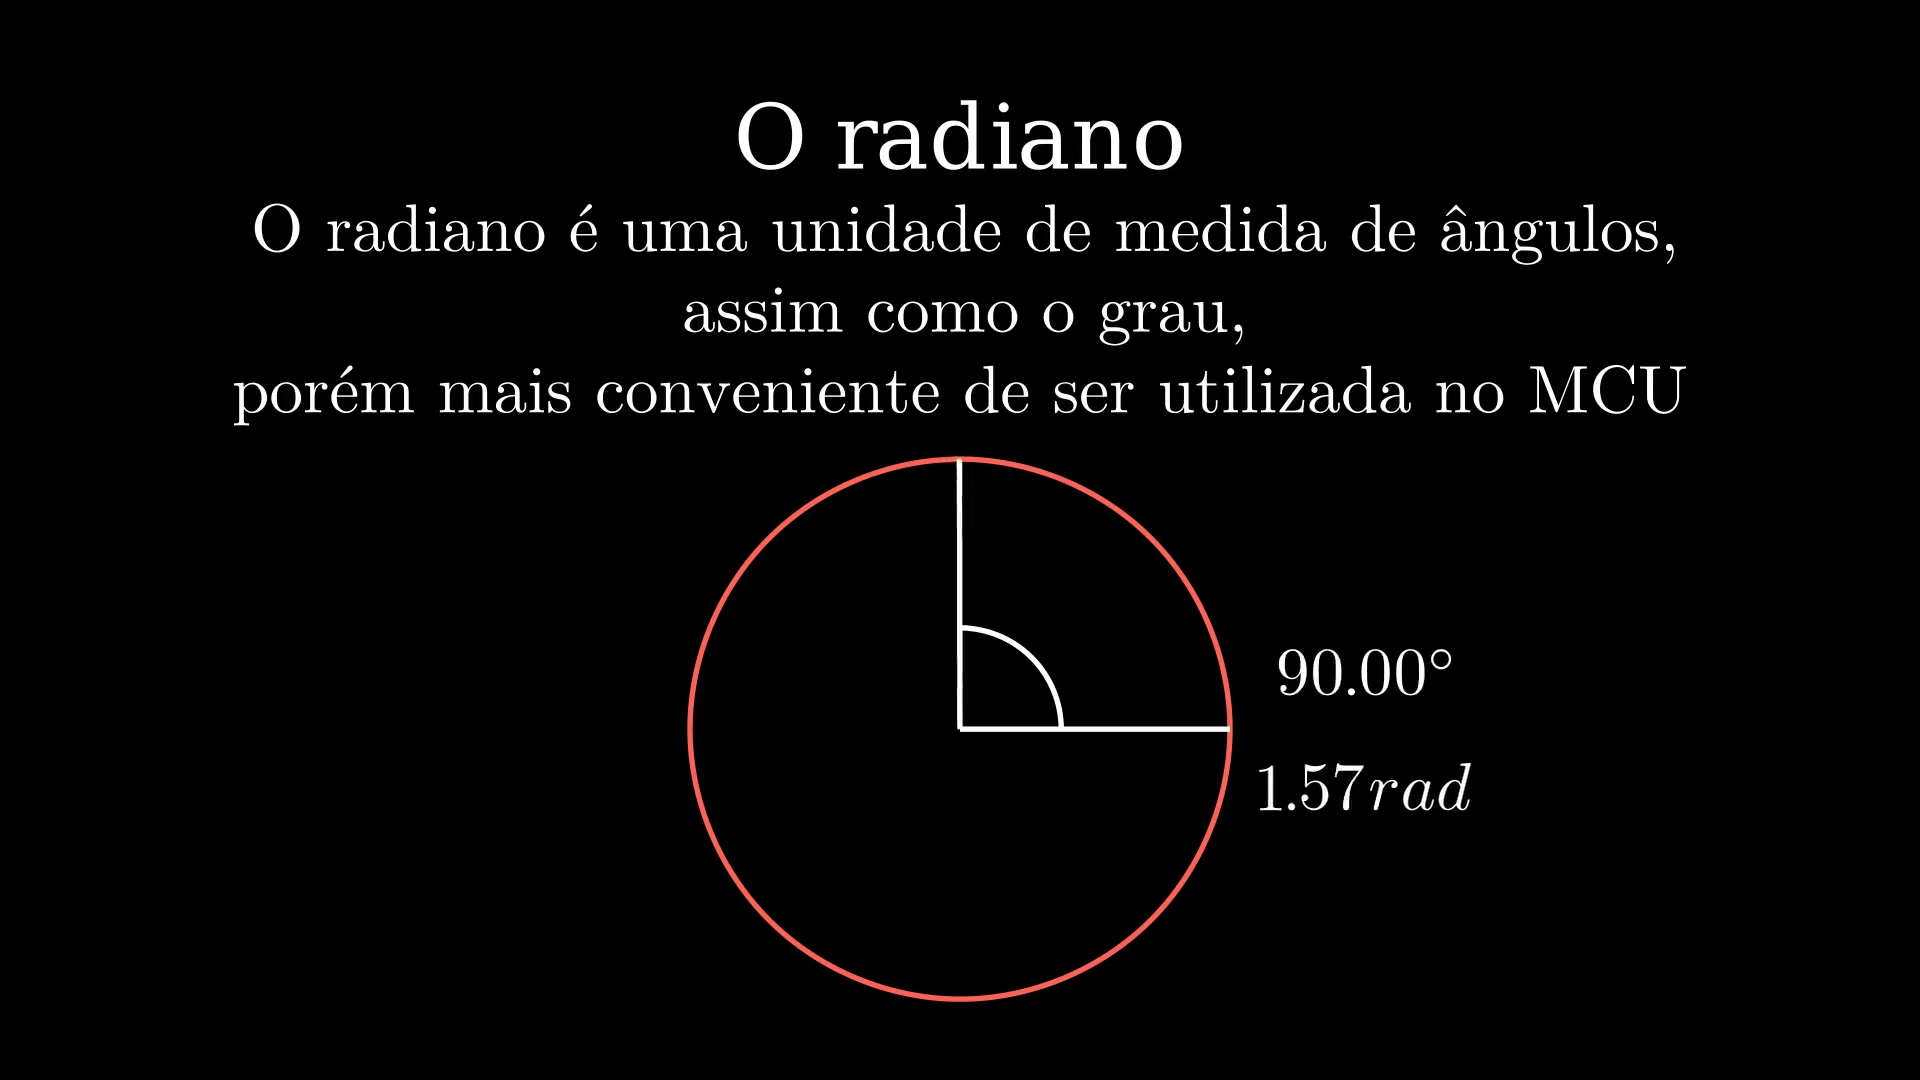 O radiano
O radiano é uma unidade de medida de ângulos,
assim como o grau,
porém mais conveniente de ser utilizada no MCU
90.00°
1.57rad